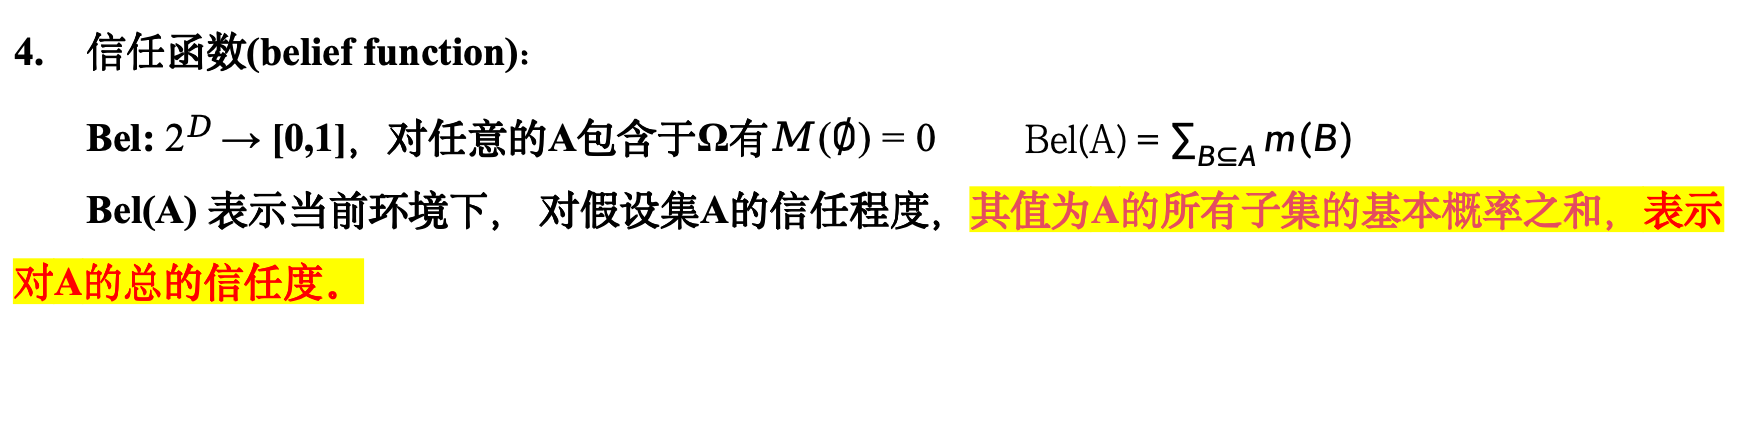 4. 信任函数(belief function)：
Bel: 2^D → [0,1]，对任意的A包含于Ω有 M(∅) = 0 Bel(A) = ∑_{B⊆A} m(B)
Bel(A) 表示当前环境下， 对假设集A的信任程度，其值为A的所有子集的基本概率之和，表示
对A的总的信任度。